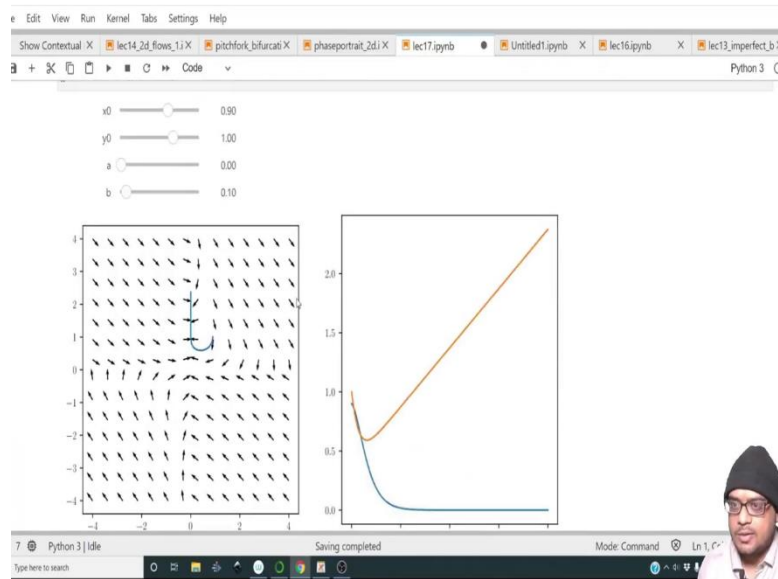 Edit View Run Kernel Tabs Settings Help
Show Contextual lec14_2d_flows_1.i pitchfork_bifurcati phaseportrait_2d.i lec17.ipynb Untitled1.ipynb lec16.ipynb lec13_imperfect_b
Code Python 3
x0 0.90
y0 1.00
a 0.00
b 0.10
4
3
2
1
0
−1
−2
−3
−4
−4 −2 0 2 4
2.0
1.5
1.0
0.5
0.0
7 Python 3 | Idle Saving completed Mode: Command Ln 1,
Type here to search